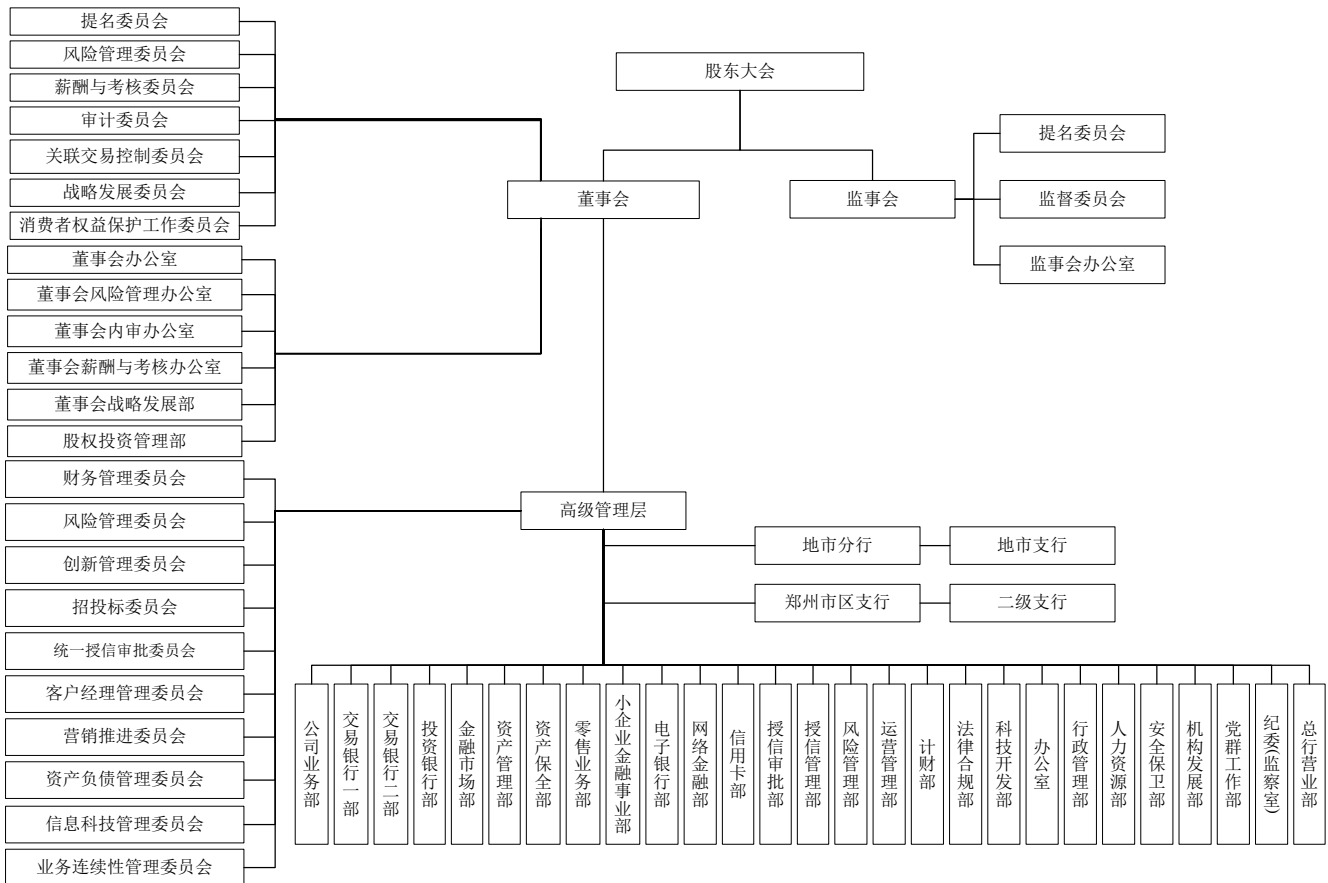 提名委员会
风险管理委员会
薪酬与考核委员会
审计委员会
关联交易控制委员会
战略发展委员会
消费者权益保护工作委员会
董事会办公室
董事会风险管理办公室
董事会内审办公室
董事会薪酬与考核办公室
董事会战略发展部
股权投资管理部
财务管理委员会
风险管理委员会
创新管理委员会
招投标委员会
统一授信审批委员会
客户经理管理委员会
营销推进委员会
资产负债管理委员会
信息科技管理委员会
业务连续性管理委员会
股东大会
董事会
监事会
提名委员会
监督委员会
监事会办公室
高级管理层
地市分行
地市支行
郑州市区支行
二级支行
公司业务部
交易银行一部
交易银行二部
投资银行部
金融市场部
资产管理部
资产保全部
零售业务部
小企业金融事业部
电子银行部
网络金融部
信用卡部
授信审批部
授信管理部
风险管理部
运营管理部
计财部
法律合规部
科技开发部
办公室
行政管理部
人力资源部
安全保卫部
机构发展部
党群工作部
纪委(监察室)
总行营业部